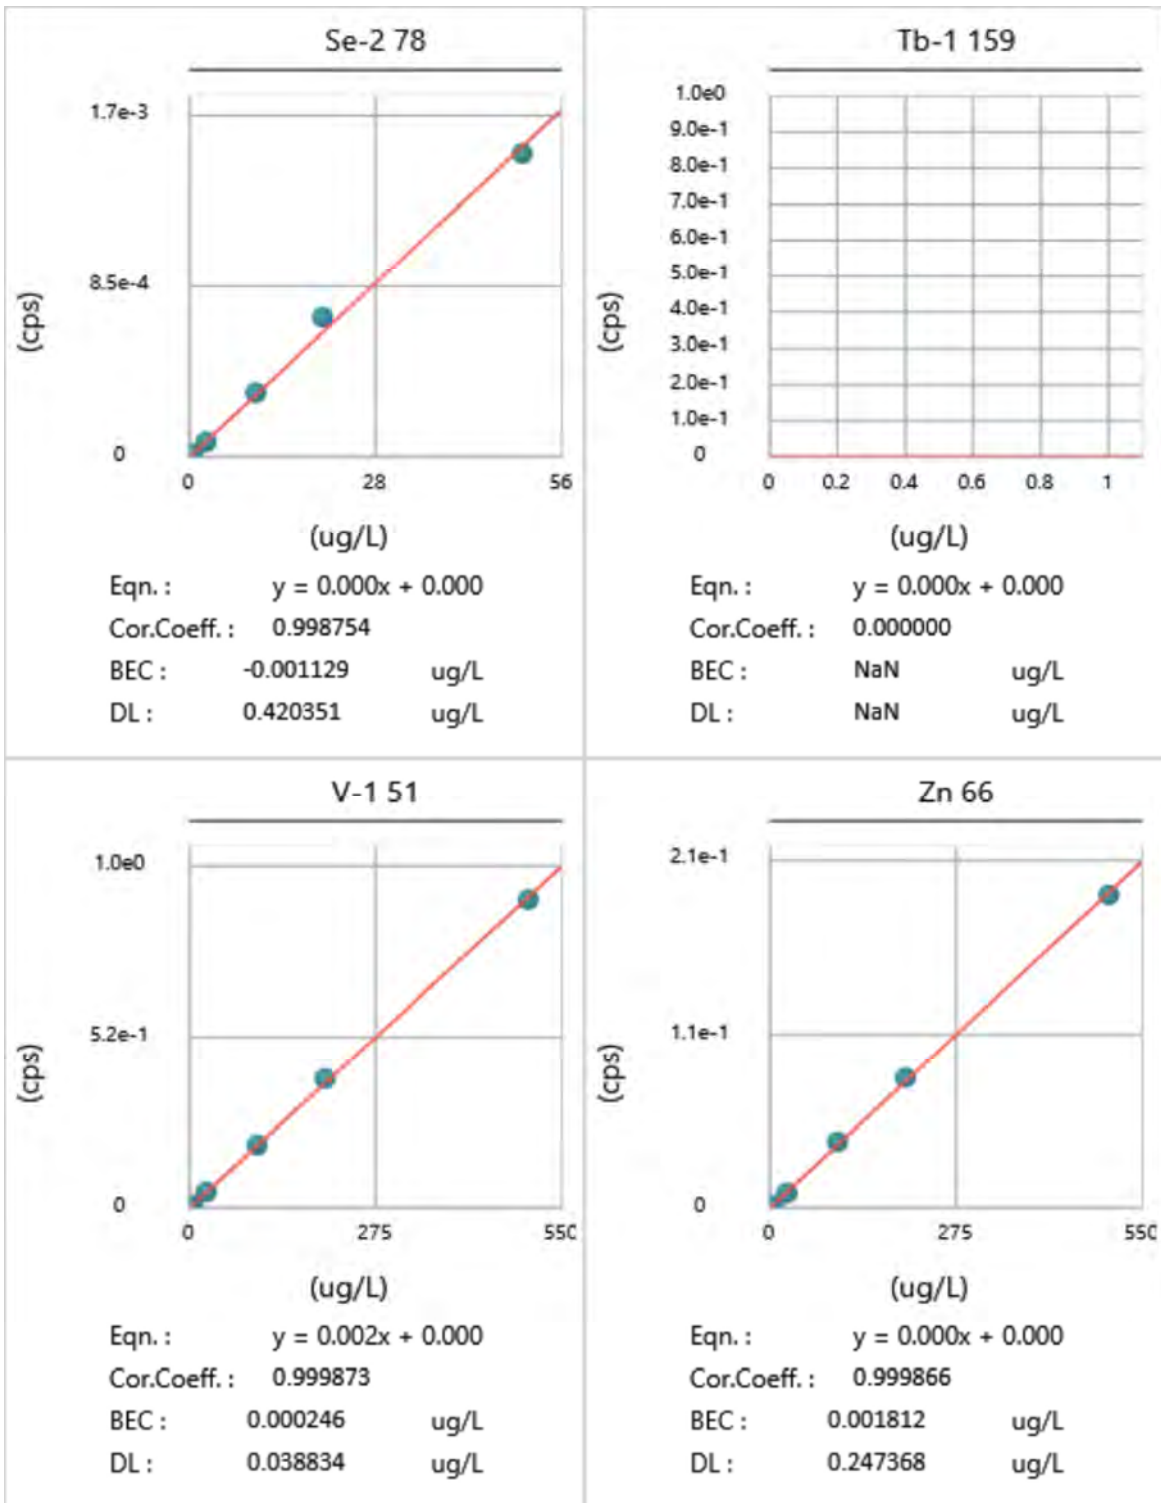 Se-2 78
1.7e-3
8.5e-4
0
(cps)
0 28 56
(ug/L)
Eqn. : y = 0.000x + 0.000
Cor.Coeff. : 0.998754
BEC : -0.001129 ug/L
DL : 0.420351 ug/L
Tb-1 159
1.0e0
9.0e-1
8.0e-1
7.0e-1
6.0e-1
5.0e-1
4.0e-1
3.0e-1
2.0e-1
1.0e-1
0
(cps)
0 0.2 0.4 0.6 0.8 1
(ug/L)
Eqn. : y = 0.000x + 0.000
Cor.Coeff. : 0.000000
BEC : NaN ug/L
DL : NaN ug/L
V-1 51
1.0e0
5.2e-1
0
(cps)
0 275 550
(ug/L)
Eqn. : y = 0.002x + 0.000
Cor.Coeff. : 0.999873
BEC : 0.000246 ug/L
DL : 0.038834 ug/L
Zn 66
2.1e-1
1.1e-1
0
(cps)
0 275 550
(ug/L)
Eqn. : y = 0.000x + 0.000
Cor.Coeff. : 0.999866
BEC : 0.001812 ug/L
DL : 0.247368 ug/L